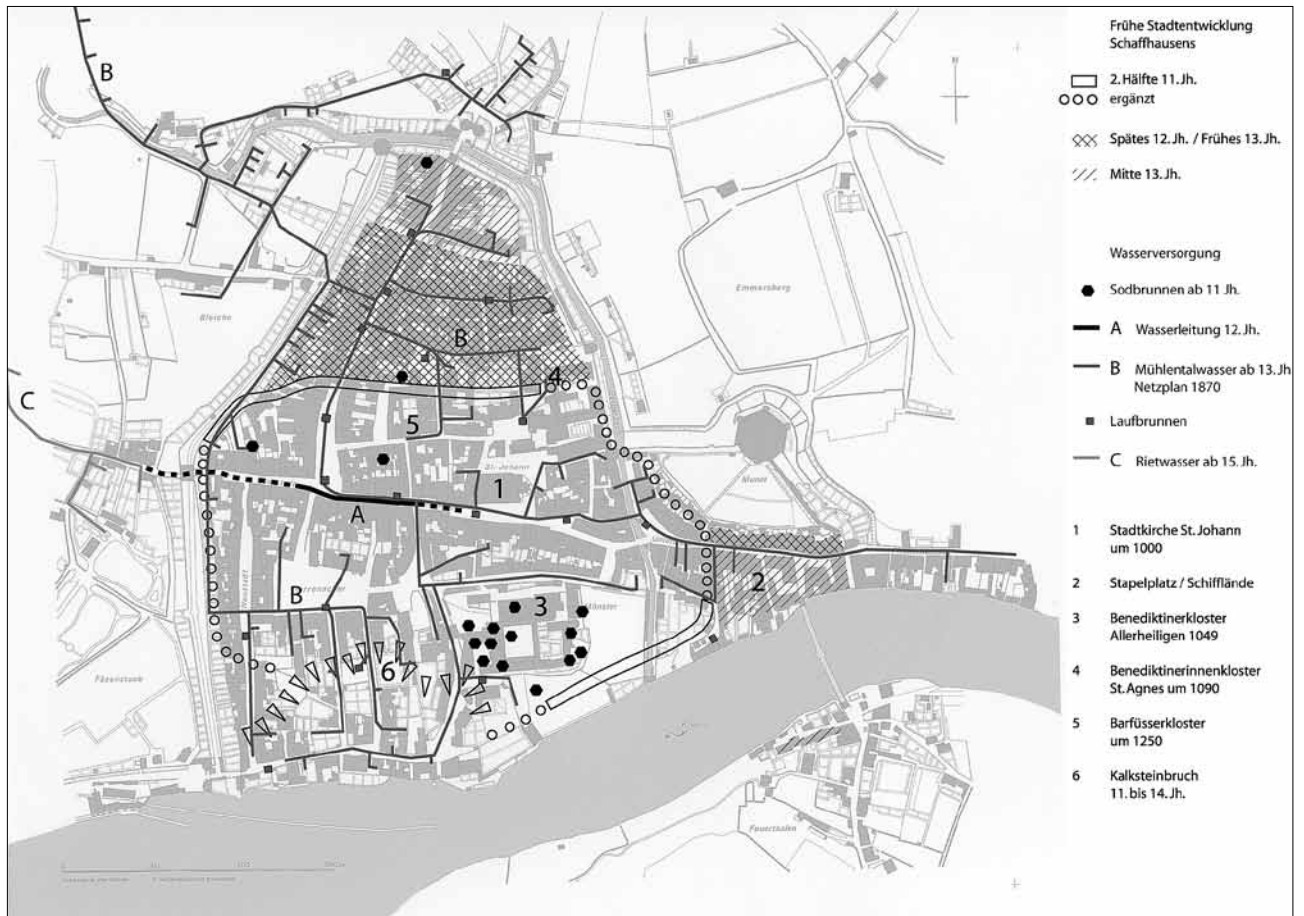 B
Bleiche
Emmersberg
B
4
C
5
St. Johann
1
Munot
A
Neustadt
B
Herrenacker
3
Münster
2
6
Fäsenstaub
Feuerthalen
N
Frühe Stadtentwicklung
Schaffhausens
2. Hälfte 11. Jh.
ergänzt
Spätes 12. Jh. / Frühes 13. Jh.
Mitte 13. Jh.
Wasserversorgung
Sodbrunnen ab 11 Jh.
A Wasserleitung 12. Jh.
B Mühlentalwasser ab 13. Jh
Netzplan 1870
Laufbrunnen
C Rietwasser ab 15. Jh.
1 Stadtkirche St. Johann
um 1000
2 Stapelplatz / Schifflände
3 Benediktinerkloster
Allerheiligen 1049
4 Benediktinerinnenkloster
St. Agnes um 1090
5 Barfüsserkloster
um 1250
6 Kalksteinbruch
11. bis 14. Jh.